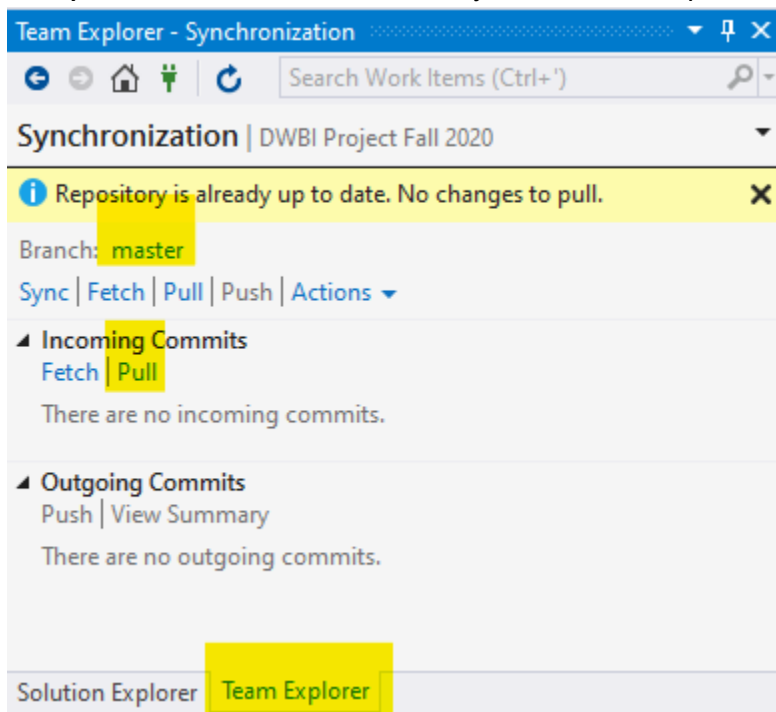 Team Explorer - Synchronization
Search Work Items (Ctrl+')
Synchronization | DWBI Project Fall 2020
Repository is already up to date. No changes to pull.
Branch: master
Sync | Fetch | Pull | Push | Actions
Incoming Commits
Fetch | Pull
There are no incoming commits.
Outgoing Commits
Push | View Summary
There are no outgoing commits.
Solution Explorer Team Explorer